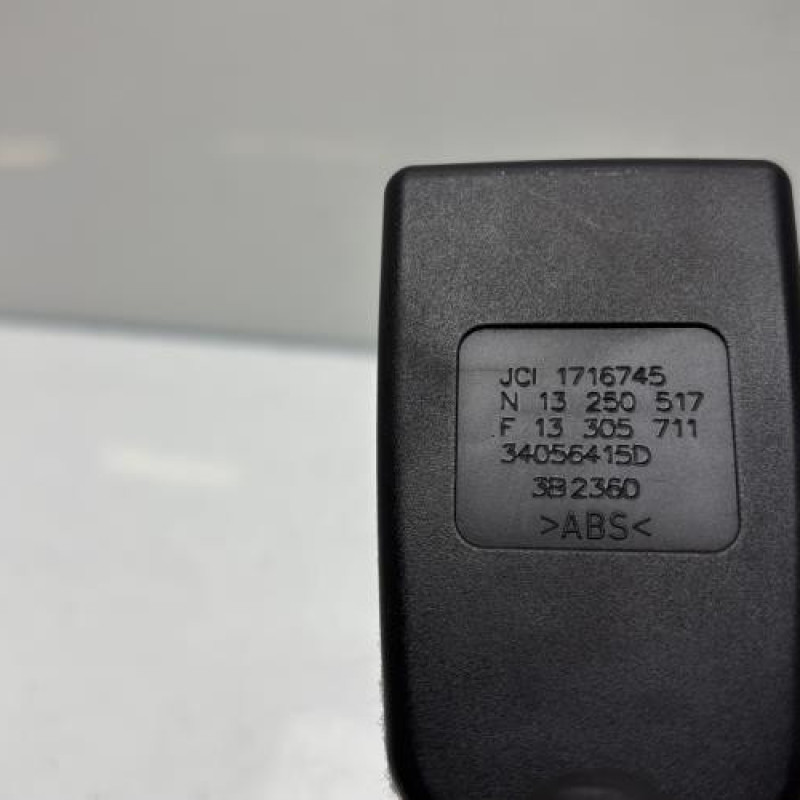 JCI 1716745
N 13 250 517
F 13 305 711
34056415D
3B2360
>ABS<